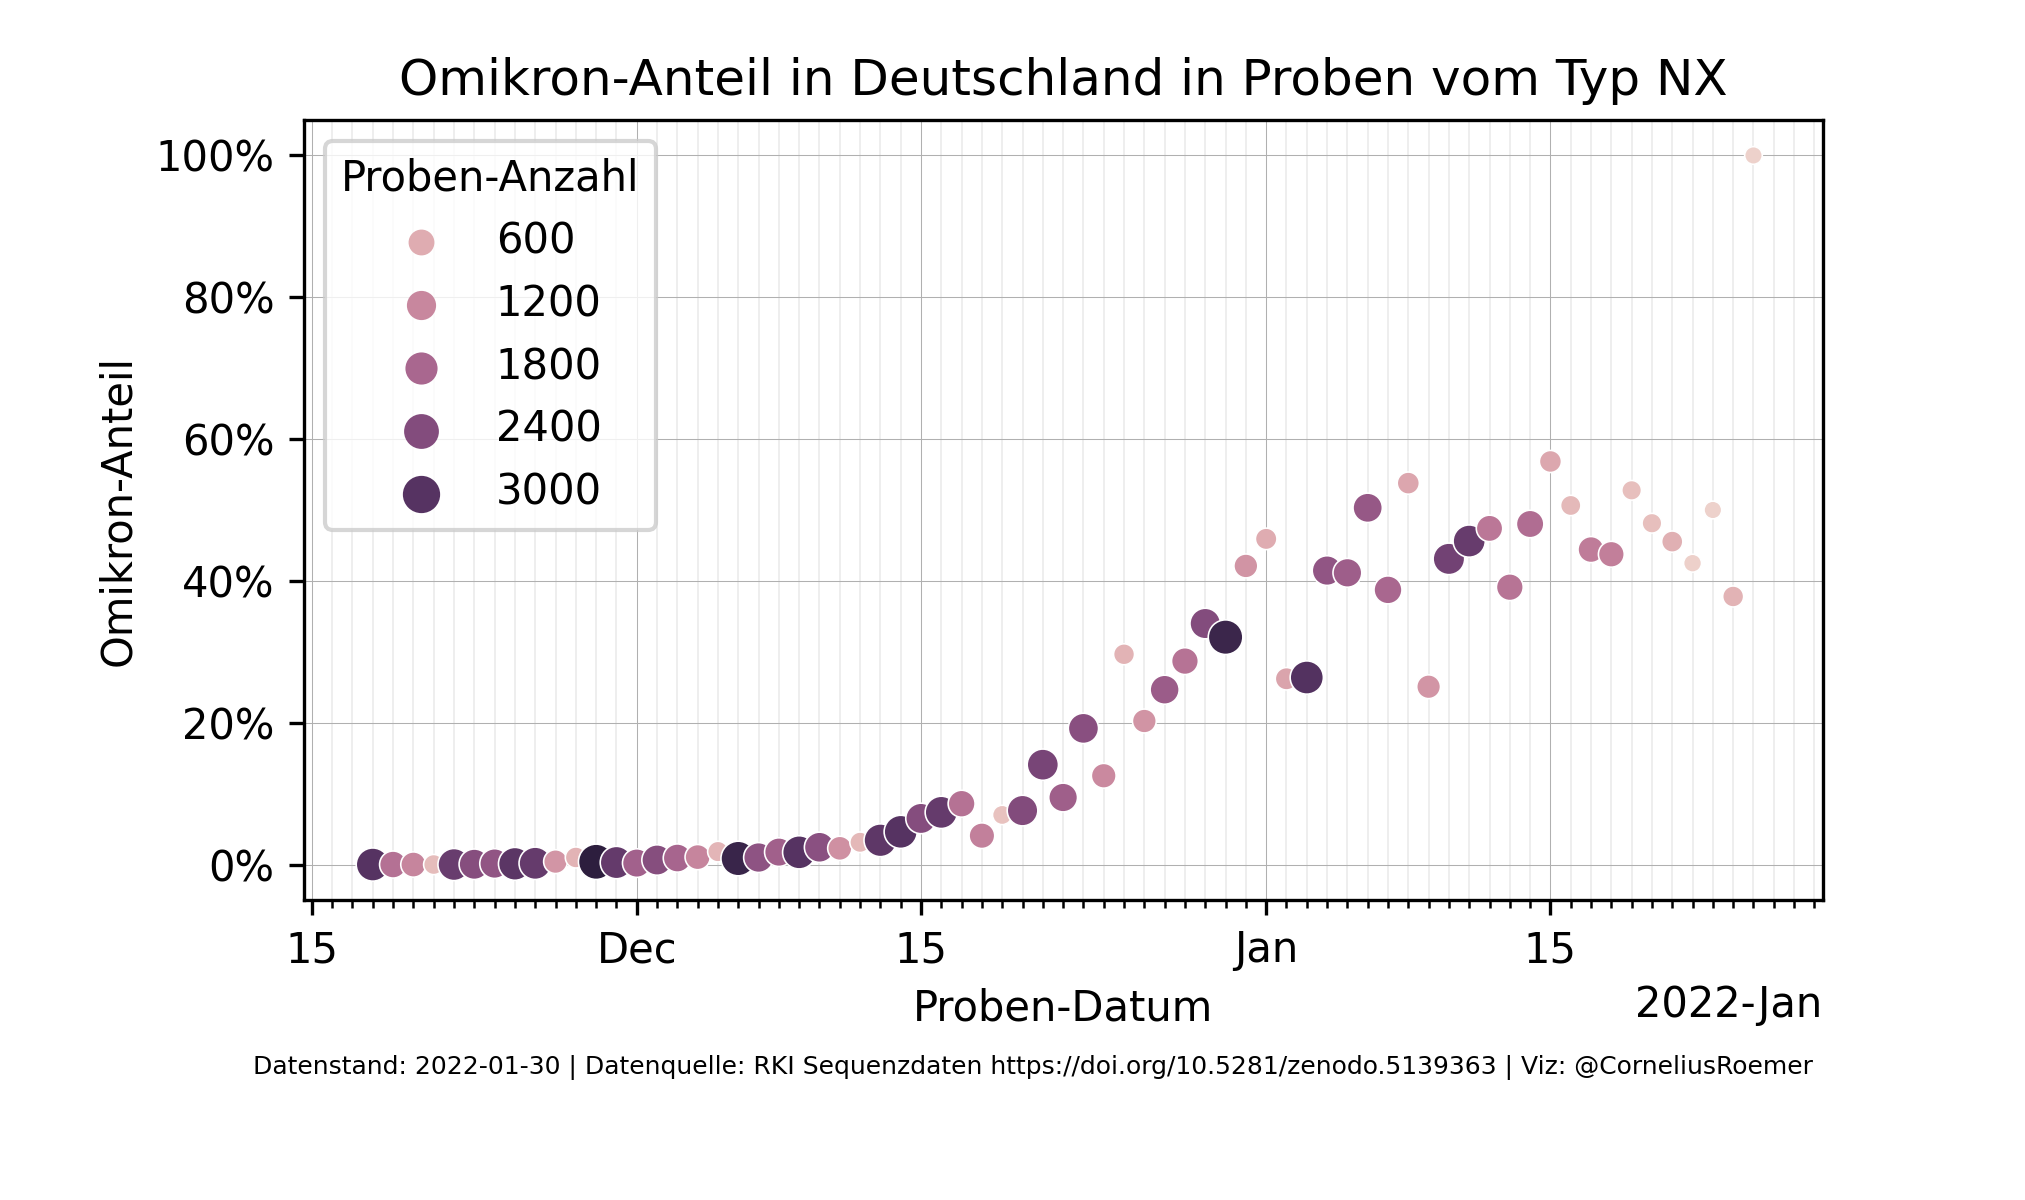 Omikron-Anteil in Deutschland in Proben vom Typ NX
100%
80%
60%
40%
20%
0%
Omikron-Anteil
Proben-Anzahl
600
1200
1800
2400
3000
15
Dec
15
Jan
15
Proben-Datum
2022-Jan
Datenstand: 2022-01-30 | Datenquelle: RKI Sequenzdaten https://doi.org/10.5281/zenodo.5139363 | Viz: @CorneliusRoemer